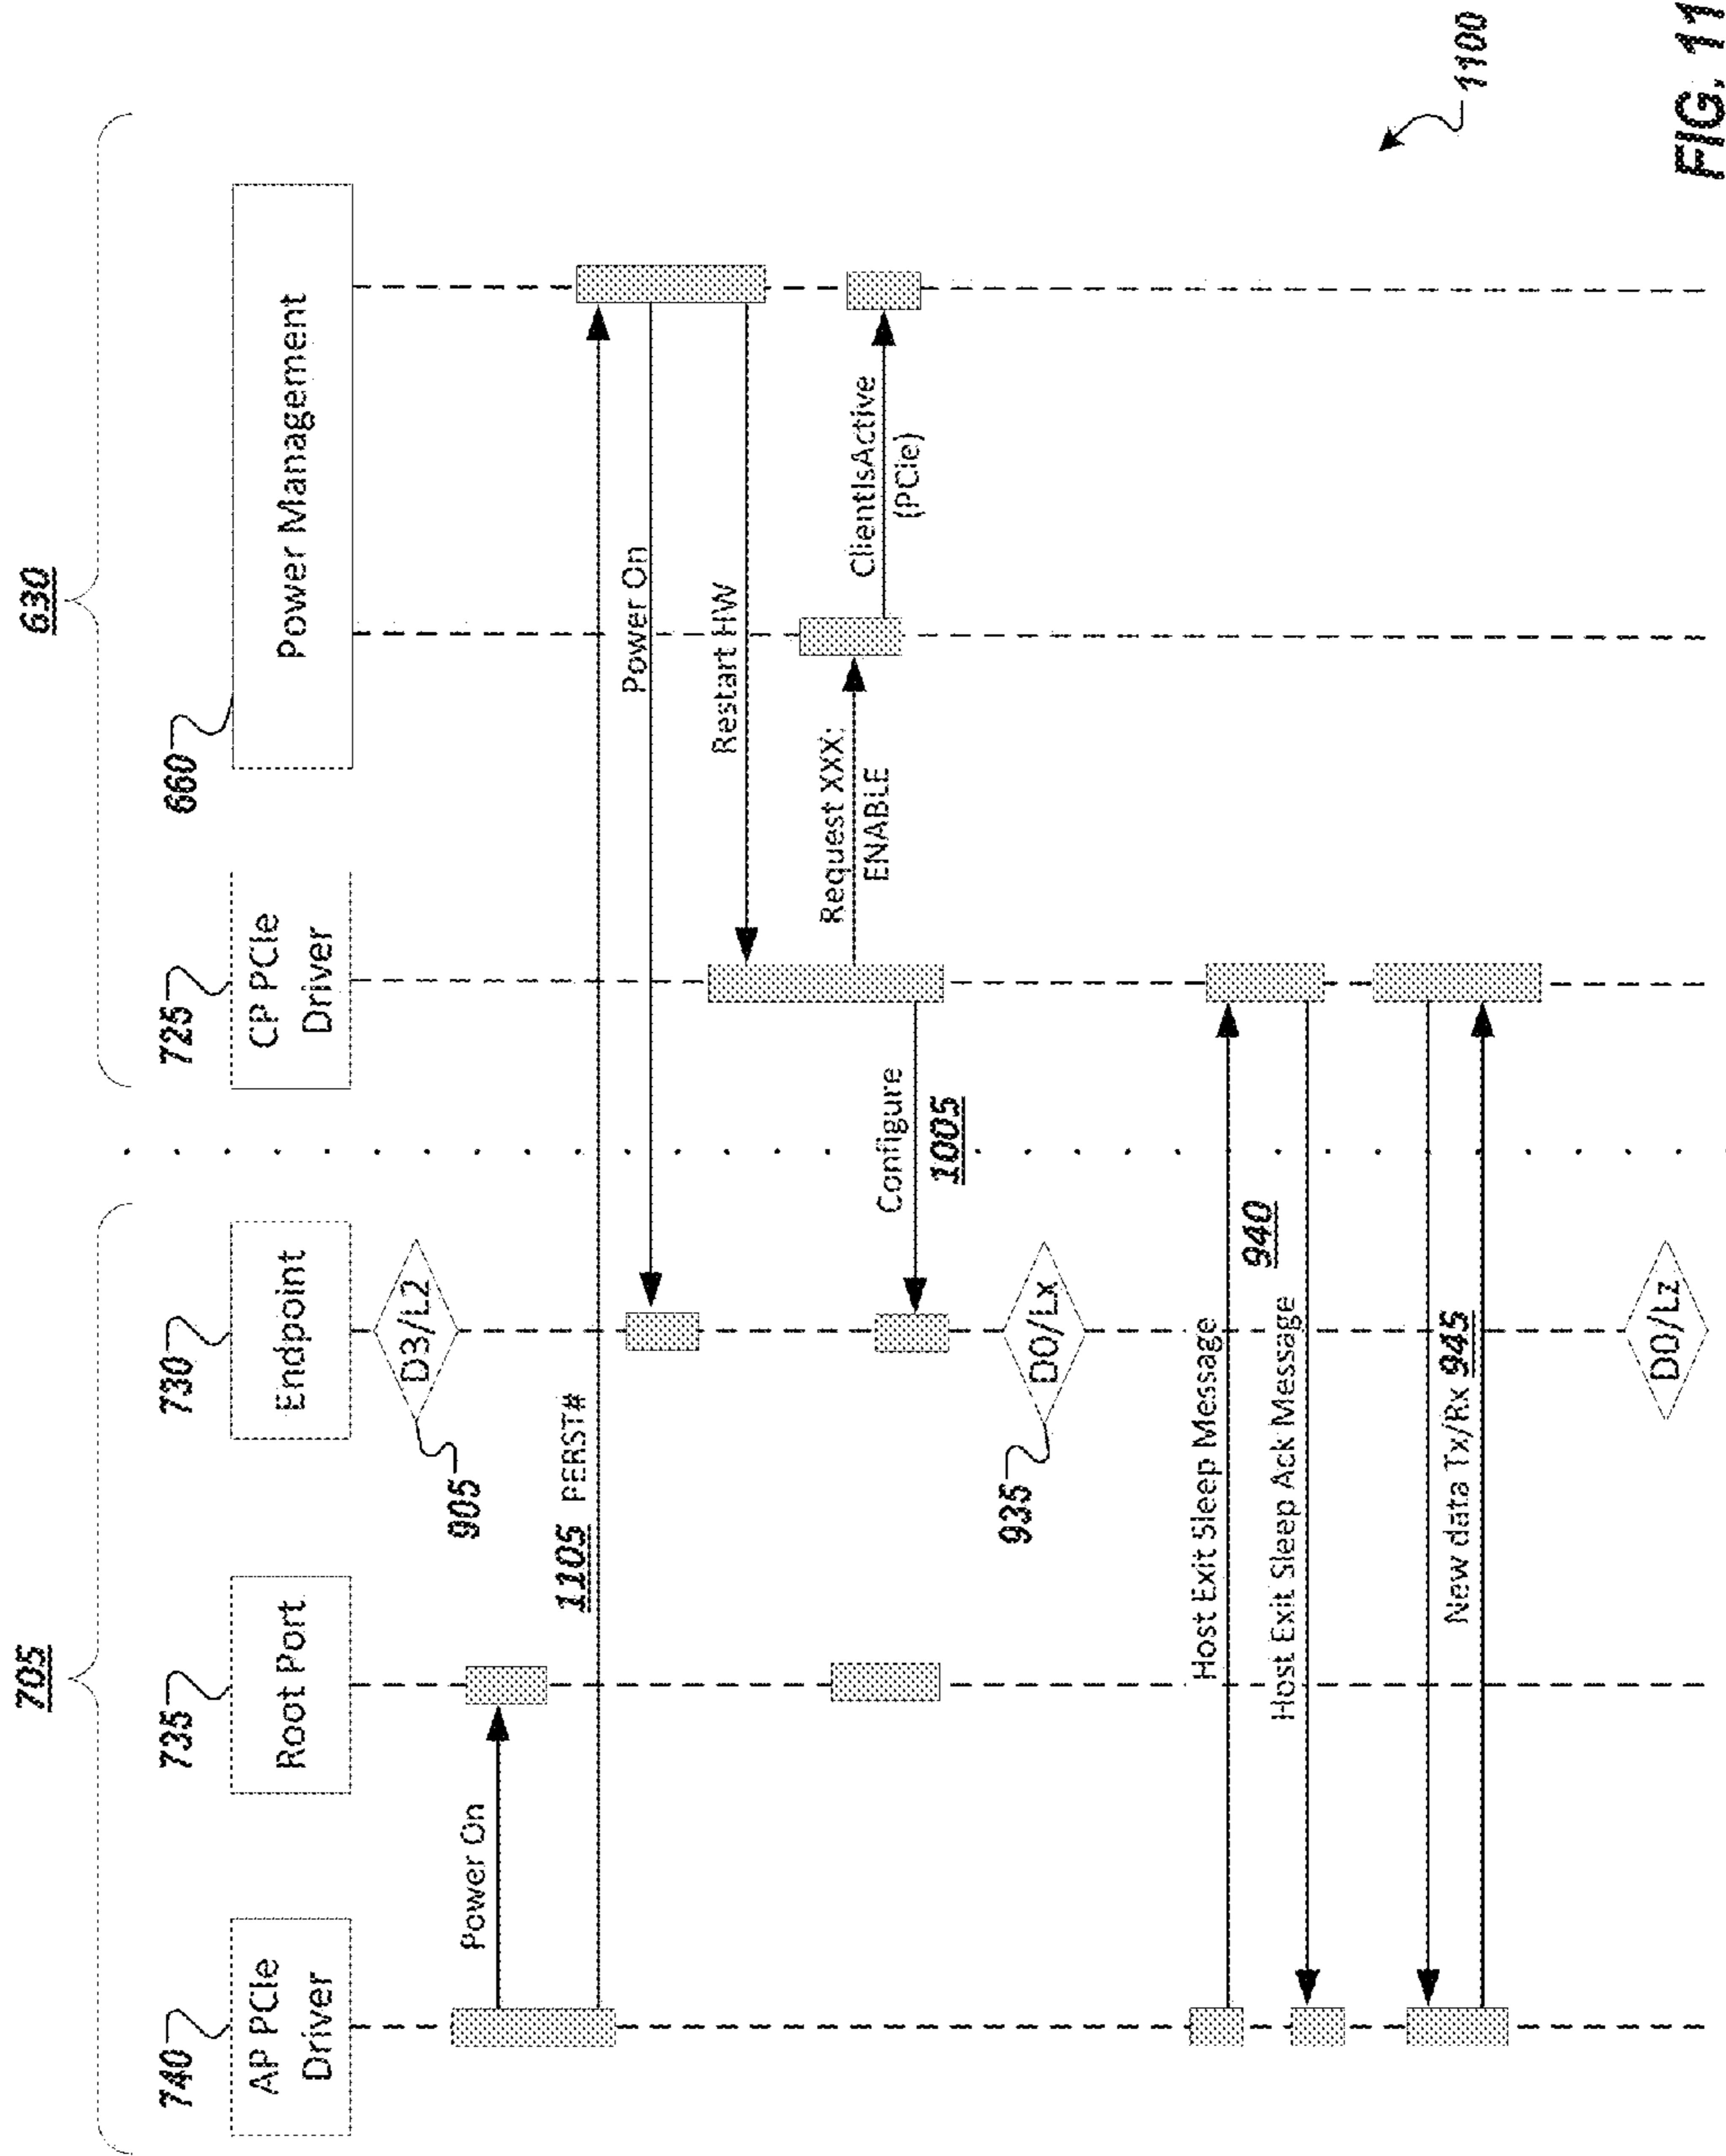 705
630
740
735
730
725
660
AP PCIe
Driver
Root Port
Endpoint
CP PCIe
Driver
Power Management
D3/L2
905
Power On
1105 PERST#
Power On
Restart HW
Request XXX:
ENABLE
ClientIsActive
(PCIe)
Configure
1005
D0/Lx
935
Host Exit Sleep Message
940
Host Exit Sleep Ack Message
New data Tx/Rx 945
D0/Lz
1100
FIG. 11